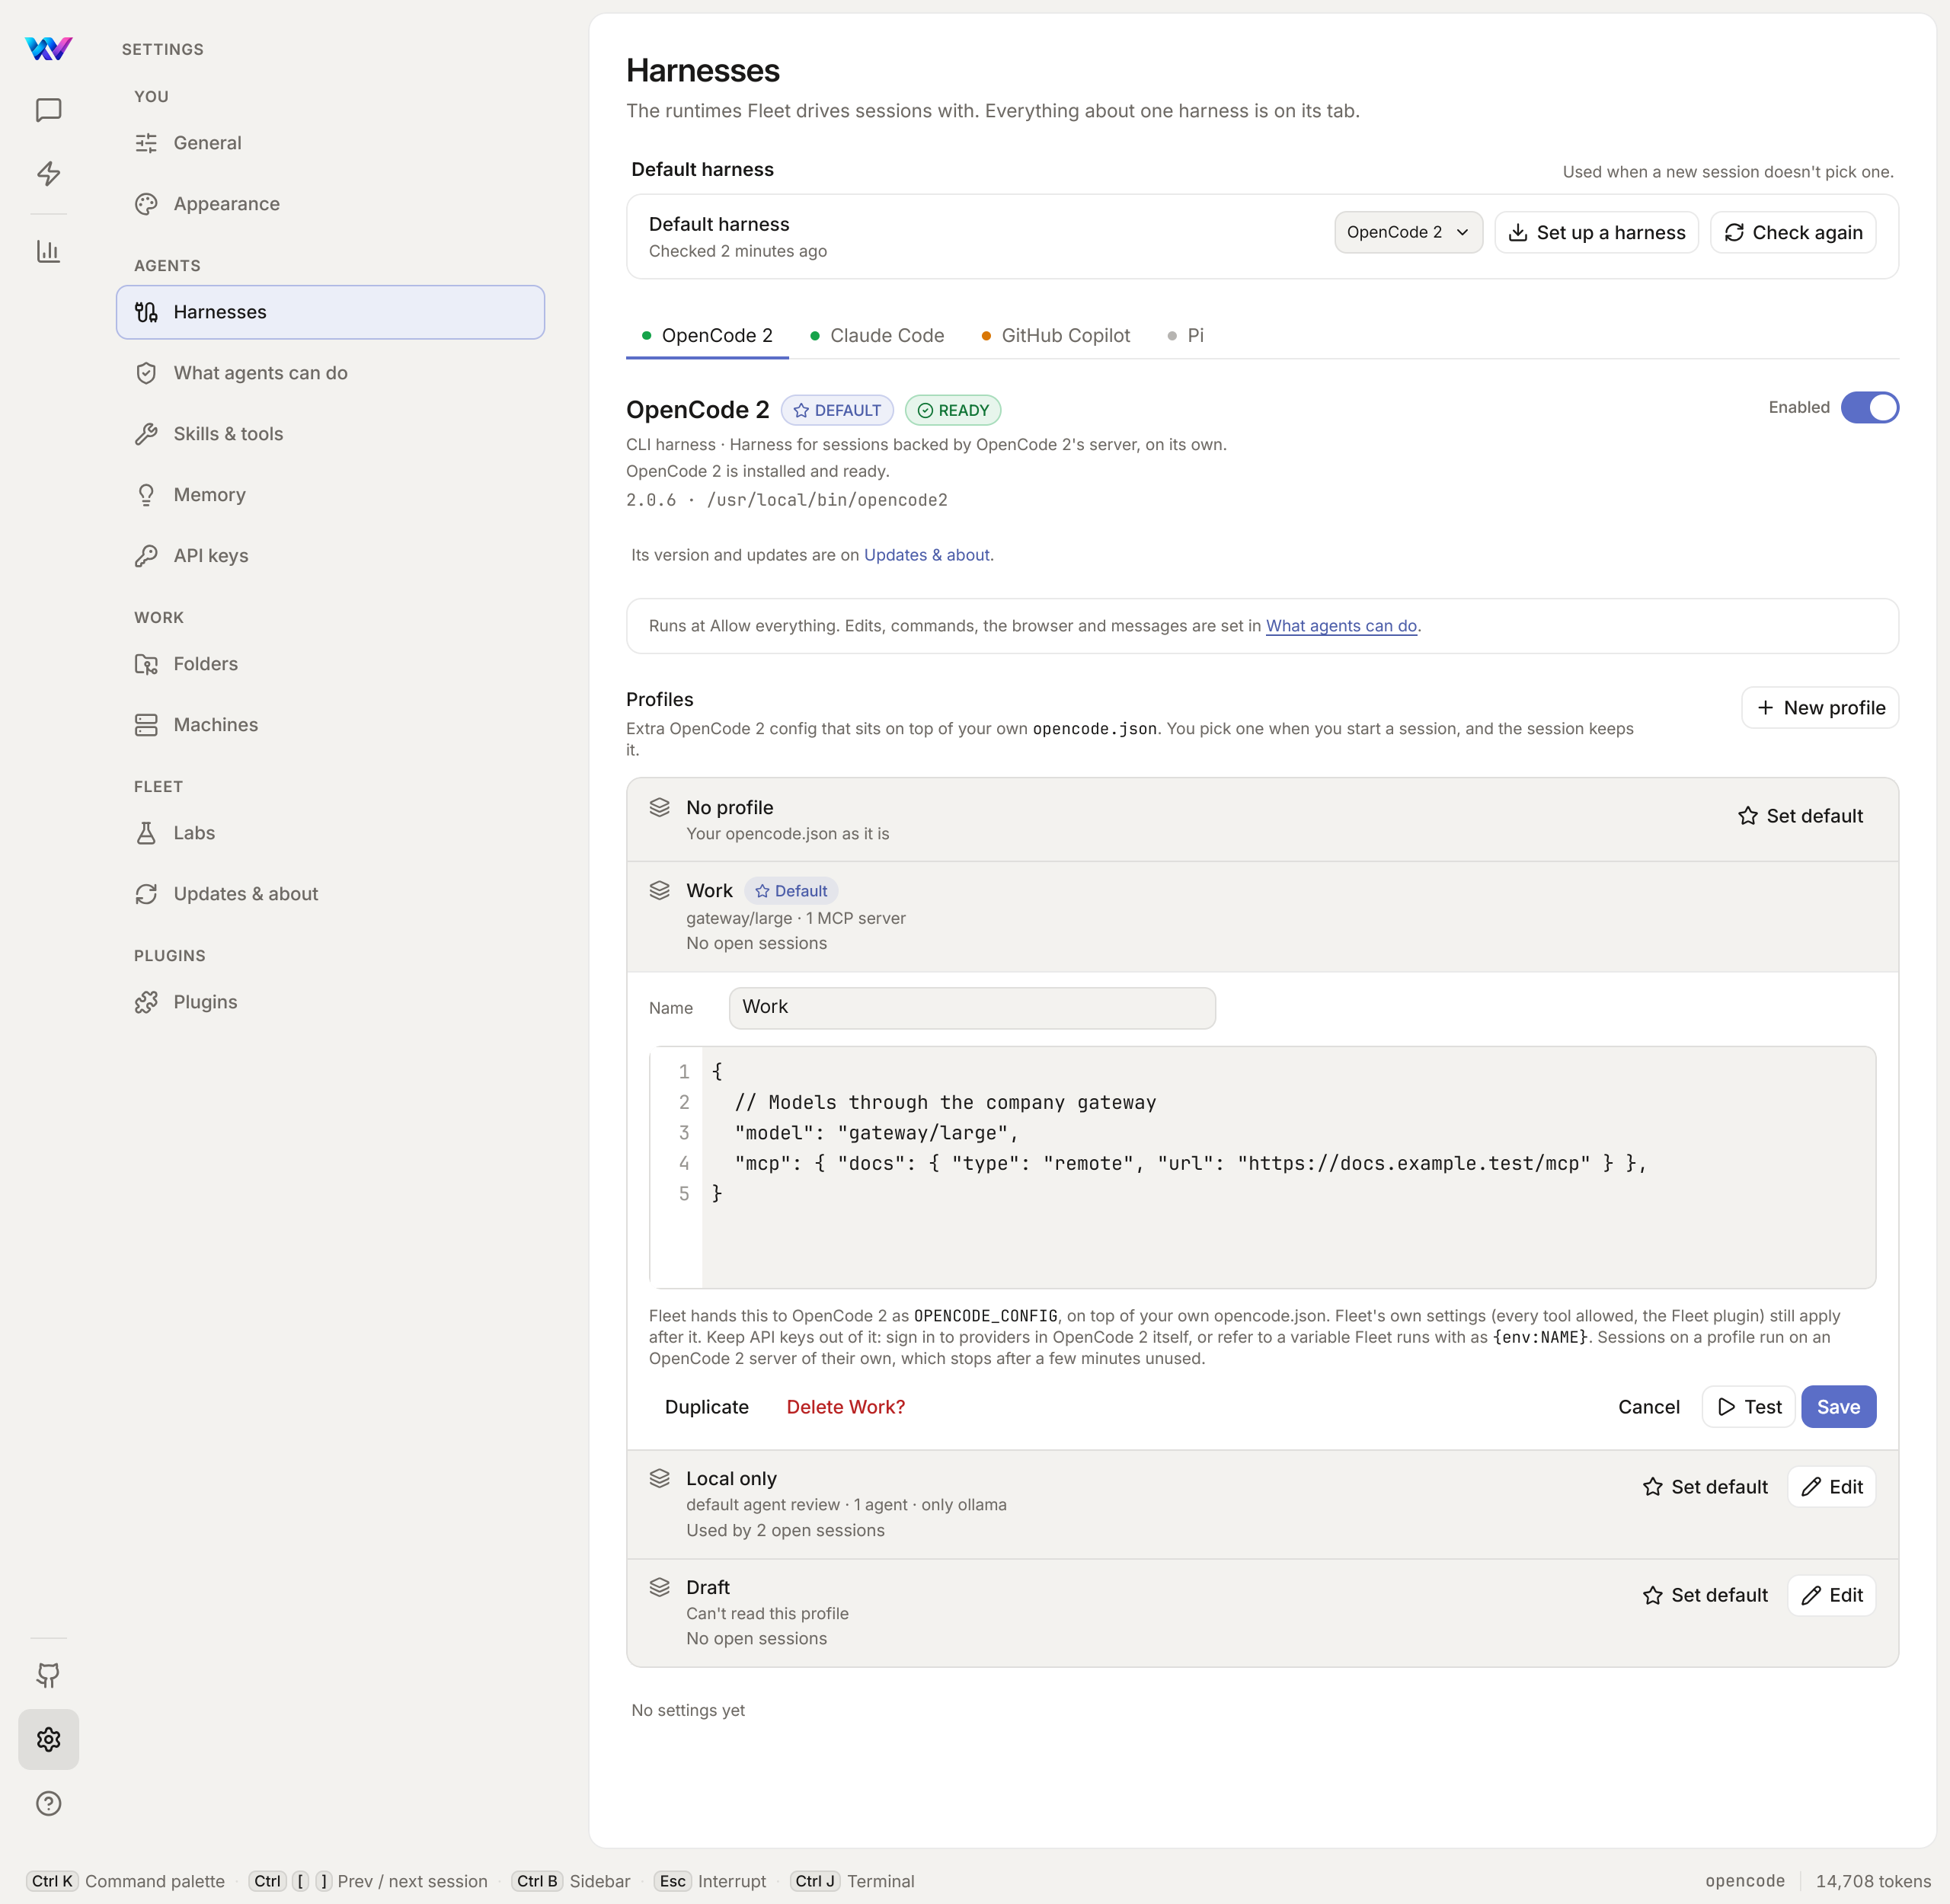 SETTINGS
YOU
General
Appearance
AGENTS
Harnesses
What agents can do
Skills & tools
Memory
API keys
WORK
Folders
Machines
FLEET
Labs
Updates & about
PLUGINS
Plugins
Harnesses
The runtimes Fleet drives sessions with. Everything about one harness is on its tab.
Default harness
Used when a new session doesn't pick one.
Default harness
Checked 2 minutes ago
OpenCode 2
Set up a harness
Check again
OpenCode 2
Claude Code
GitHub Copilot
Pi
OpenCode 2
DEFAULT
READY
Enabled
CLI harness · Harness for sessions backed by OpenCode 2's server, on its own.
OpenCode 2 is installed and ready.
2.0.6 · /usr/local/bin/opencode2
Its version and updates are on Updates & about.
Runs at Allow everything. Edits, commands, the browser and messages are set in What agents can do.
Profiles
New profile
Extra OpenCode 2 config that sits on top of your own opencode.json. You pick one when you start a session, and the session keeps
it.
No profile
Your opencode.json as it is
Set default
Work
Default
gateway/large · 1 MCP server
No open sessions
Name
Work
1 {
2 // Models through the company gateway
3 "model": "gateway/large",
4 "mcp": { "docs": { "type": "remote", "url": "https://docs.example.test/mcp" } },
5 }
Fleet hands this to OpenCode 2 as OPENCODE_CONFIG, on top of your own opencode.json. Fleet's own settings (every tool allowed, the Fleet plugin) still apply
after it. Keep API keys out of it: sign in to providers in OpenCode 2 itself, or refer to a variable Fleet runs with as {env:NAME}. Sessions on a profile run on an
OpenCode 2 server of their own, which stops after a few minutes unused.
Duplicate
Delete Work?
Cancel
Test
Save
Local only
default agent review · 1 agent · only ollama
Used by 2 open sessions
Set default
Edit
Draft
Can't read this profile
No open sessions
Set default
Edit
No settings yet
Ctrl K Command palette · Ctrl [ ] Prev / next session · Ctrl B Sidebar · Esc Interrupt · Ctrl J Terminal
opencode
14,708 tokens